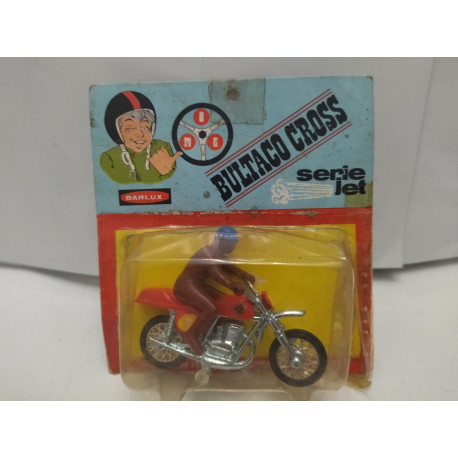 G
M C
BULTACO CROSS
BARLUX
serie
Jet